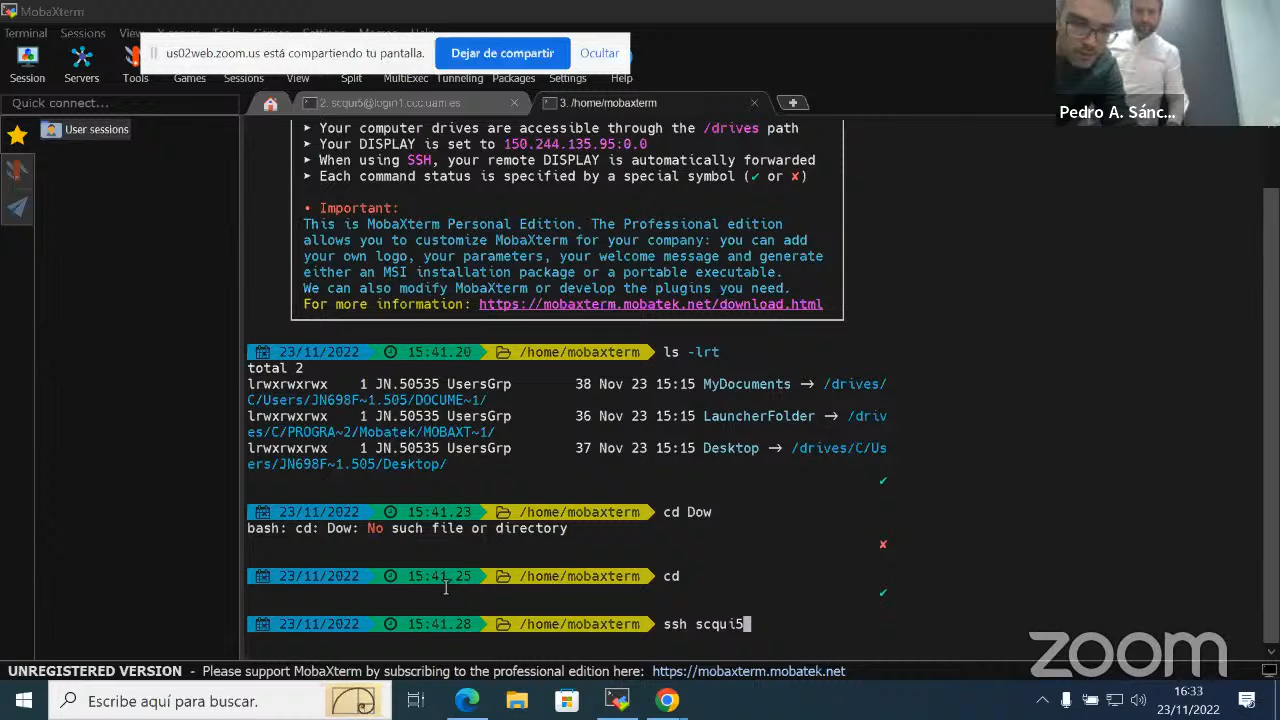 MobaXterm
Terminal Sessions View
us02web.zoom.us está compartiendo tu pantalla. Dejar de compartir Ocultar
Session Servers Tools Games Sessions View Split MultiExec Tunneling Packages Settings Help
Quick connect... 2. scqui5@login1.ccc.uam.es 3. /home/mobaxterm
User sessions
Pedro A. Sánc...
➤ Your computer drives are accessible through the /drives path
➤ Your DISPLAY is set to 150.244.135.95:0.0
➤ When using SSH, your remote DISPLAY is automatically forwarded
➤ Each command status is specified by a special symbol (✔ or ✘)
• Important:
This is MobaXterm Personal Edition. The Professional edition
allows you to customize MobaXterm for your company: you can add
your own logo, your parameters, your welcome message and generate
either an MSI installation package or a portable executable.
We can also modify MobaXterm or develop the plugins you need.
For more information: https://mobaxterm.mobatek.net/download.html
23/11/2022 15:41.20 /home/mobaxterm ls -lrt
total 2
lrwxrwxrwx 1 JN.50535 UsersGrp 38 Nov 23 15:15 MyDocuments → /drives/
C/Users/JN698F~1.505/DOCUME~1/
lrwxrwxrwx 1 JN.50535 UsersGrp 36 Nov 23 15:15 LauncherFolder → /driv
es/C/PROGRA~2/Mobatek/MOBAXT~1/
lrwxrwxrwx 1 JN.50535 UsersGrp 37 Nov 23 15:15 Desktop → /drives/C/Us
ers/JN698F~1.505/Desktop/
✔
23/11/2022 15:41.23 /home/mobaxterm cd Dow
bash: cd: Dow: No such file or directory
✘
23/11/2022 15:41.25 /home/mobaxterm cd
✔
23/11/2022 15:41.28 /home/mobaxterm ssh scqui5
zoom
UNREGISTERED VERSION - Please support MobaXterm by subscribing to the professional edition here: https://mobaxterm.mobatek.net
Escribe aquí para buscar.
16:33
23/11/2022